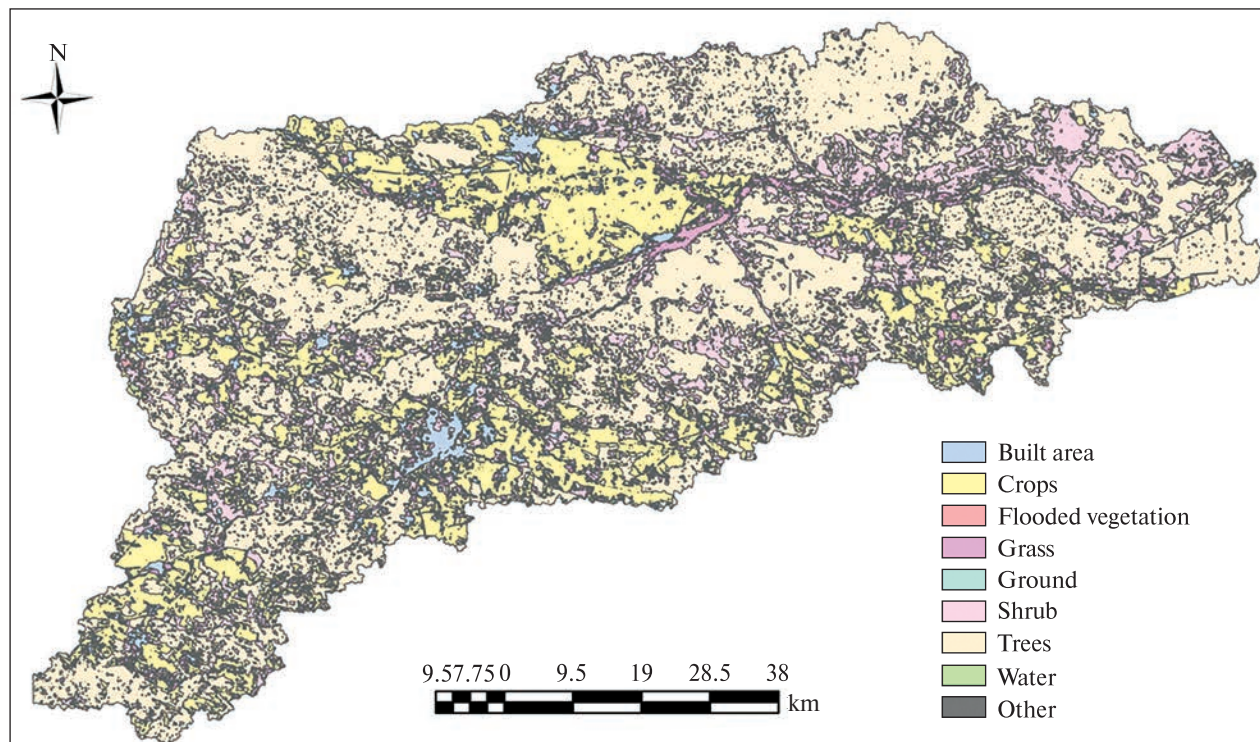 N
Built area
Crops
Flooded vegetation
Grass
Ground
Shrub
Trees
Water
Other
9.57.75 0 9.5 19 28.5 38
km